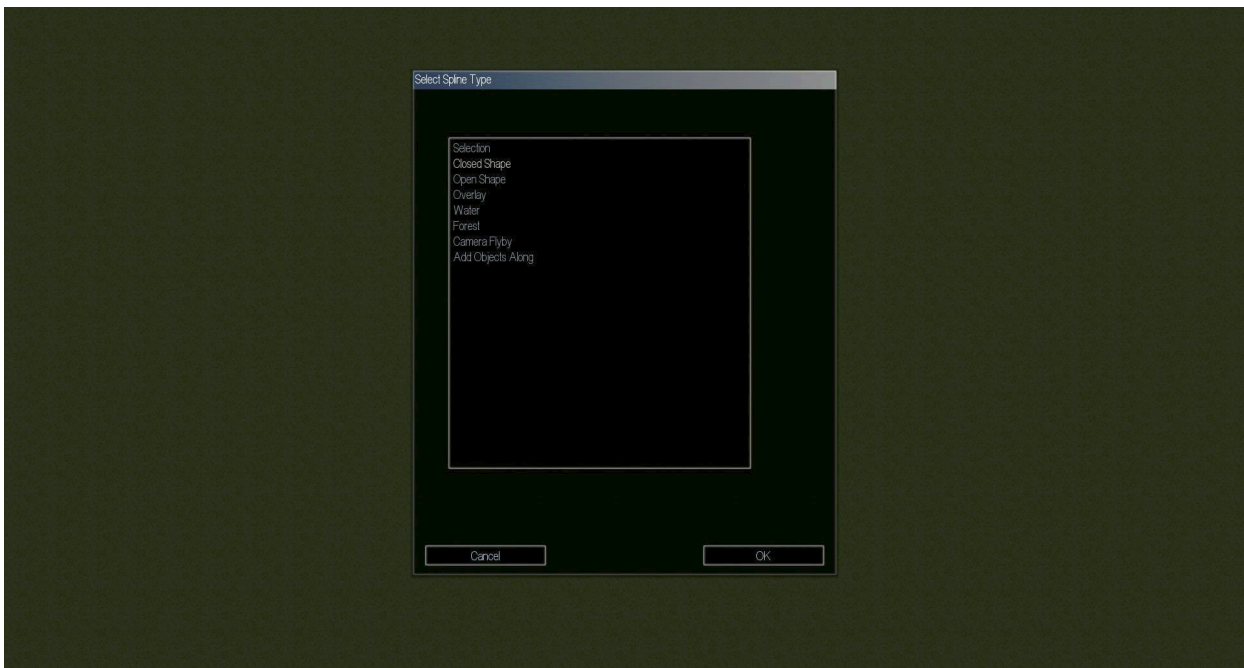 Select Spline Type
Selection
Closed Shape
Open Shape
Overlay
Water
Forest
Camera Flyby
Add Objects Along
Cancel
OK